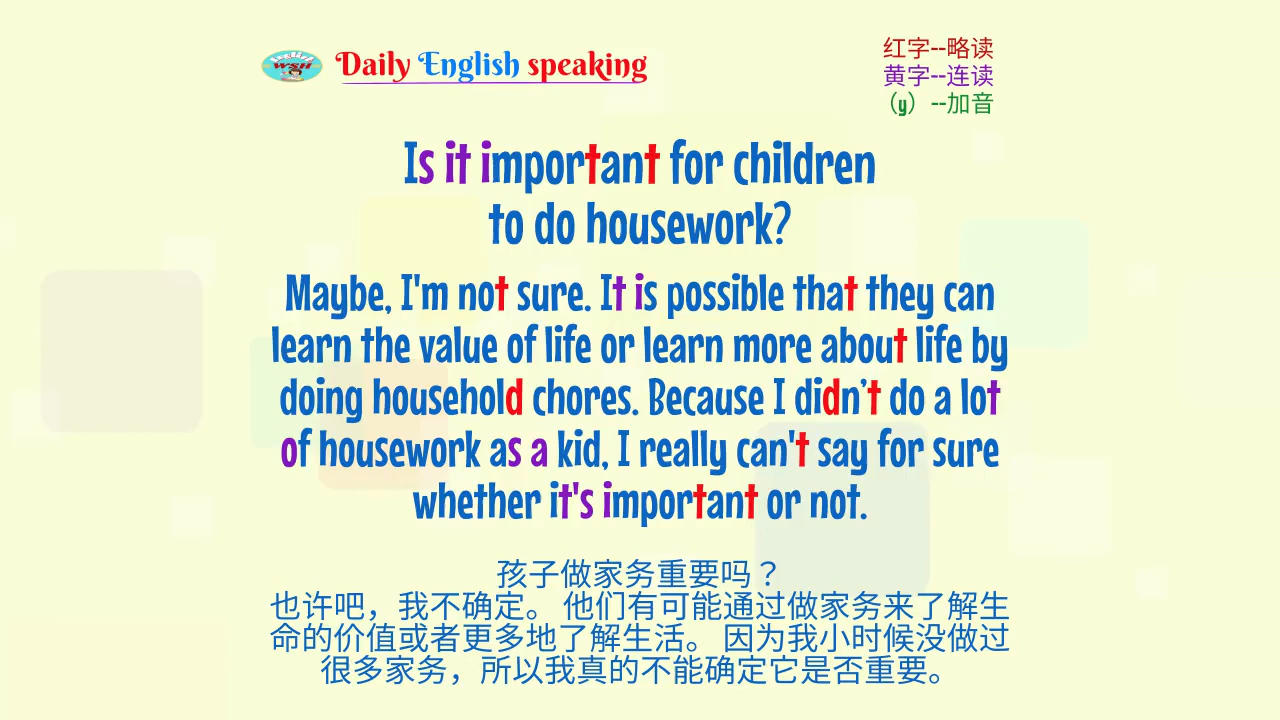 WSH
Daily English speaking
红字--略读
黄字--连读
（y）--加音
Is it important for children
to do housework?
Maybe, I'm not sure. It is possible that they can
learn the value of life or learn more about life by
doing household chores. Because I didn't do a lot
of housework as a kid, I really can't say for sure
whether it's important or not.
孩子做家务重要吗？
也许吧，我不确定。 他们有可能通过做家务来了解生
命的价值或者更多地了解生活。 因为我小时候没做过
很多家务，所以我真的不能确定它是否重要。